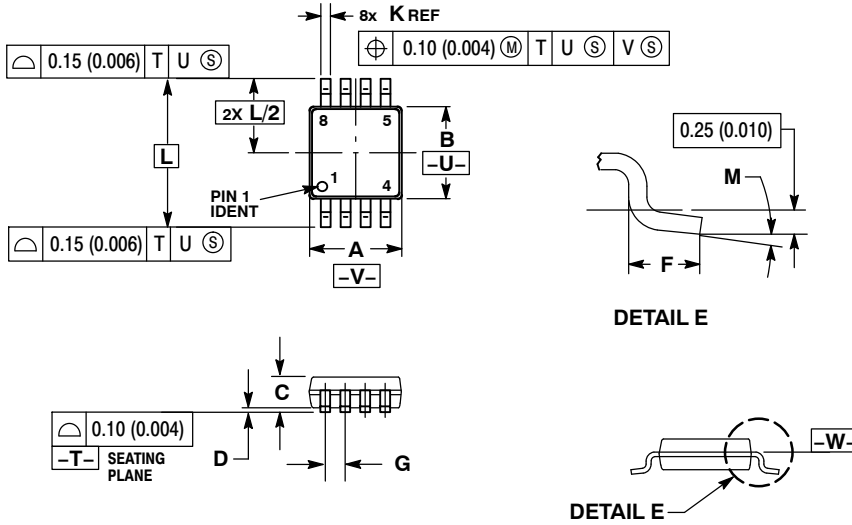 8x K REF
⌖ 0.10 (0.004) Ⓜ T U Ⓢ V Ⓢ
⌓ 0.15 (0.006) T U Ⓢ
2X L/2
8 5
B
–U–
L
PIN 1
IDENT
1
4
⌓ 0.15 (0.006) T U Ⓢ
A
–V–
0.25 (0.010)
M
F
DETAIL E
C
⌓ 0.10 (0.004)
–T– SEATING
PLANE
D
G
–W–
DETAIL E